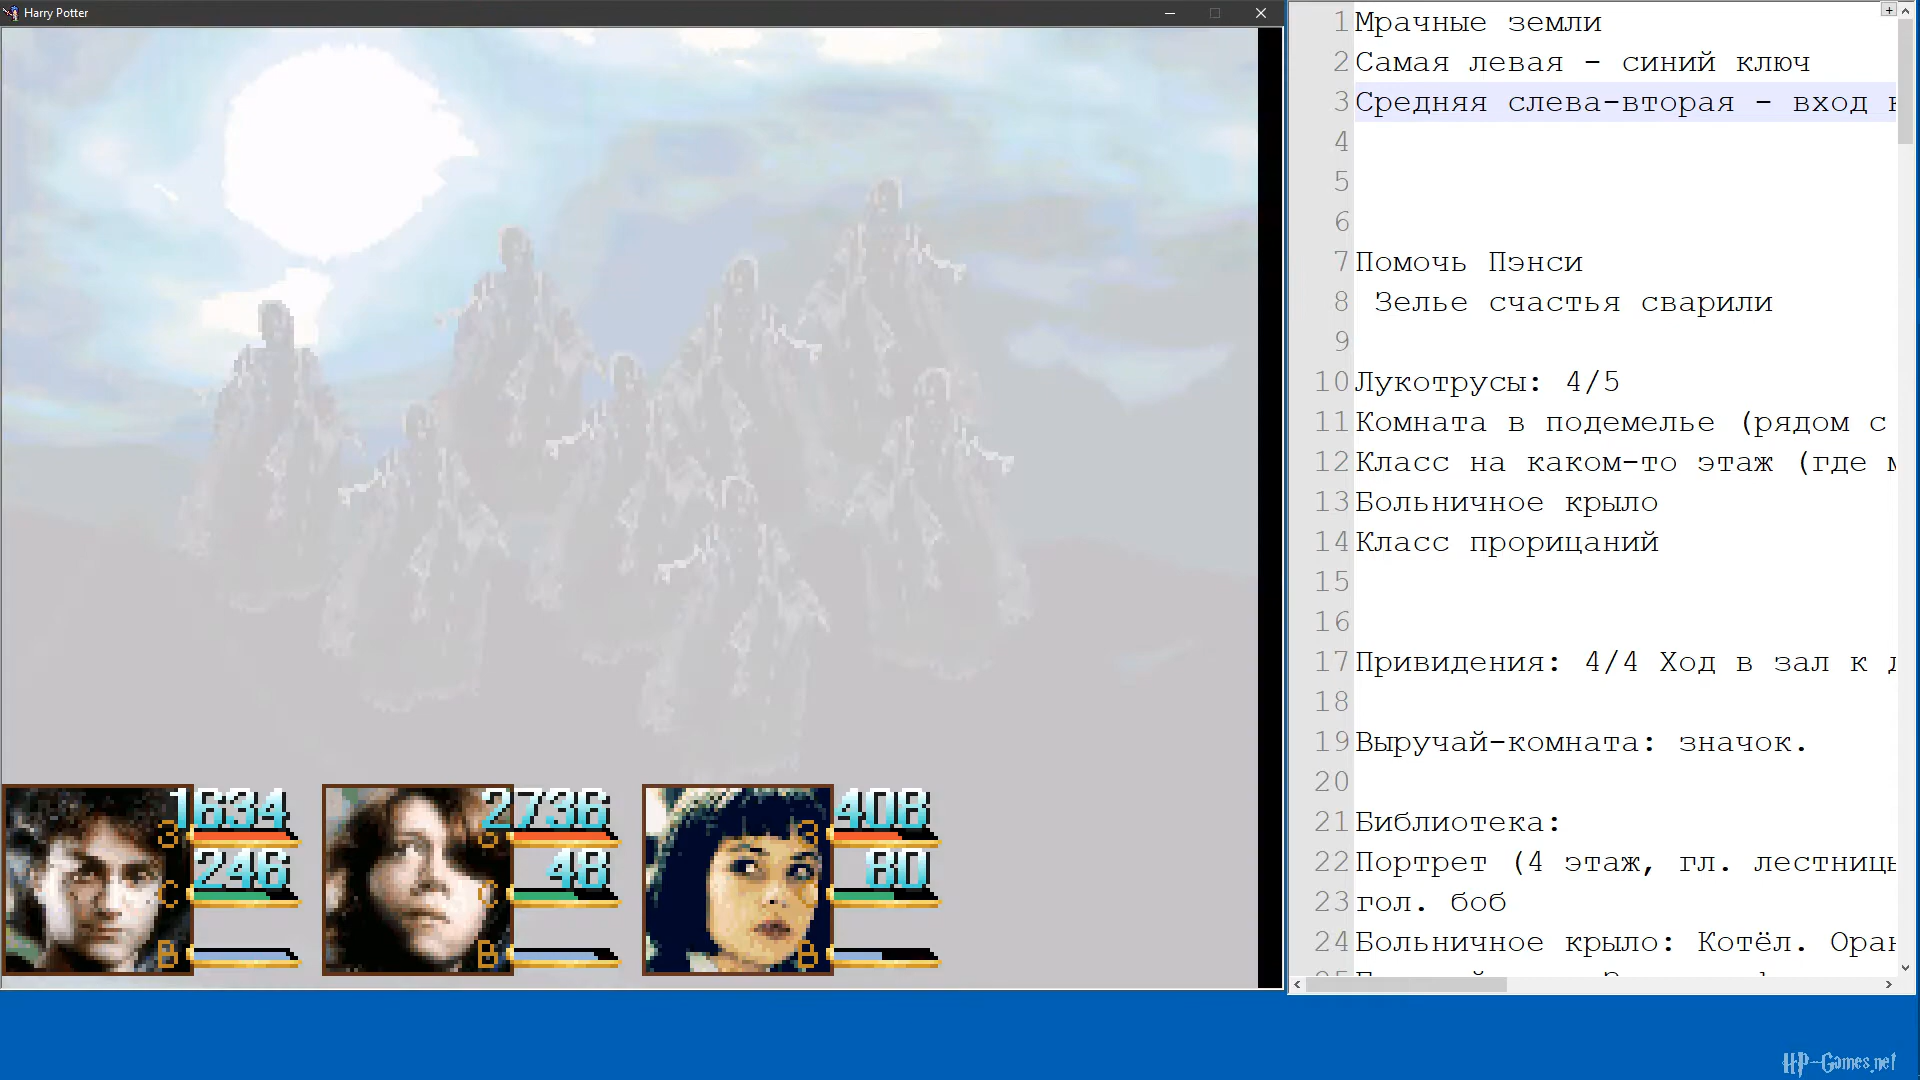 Harry Potter
1634
З
246
С
В
2736
З
48
С
В
408
З
80
В
1 Мрачные земли
2 Самая левая - синий ключ
3 Средняя слева-вторая - вход
4
5
6
7 Помочь Пэнси
8 Зелье счастья сварили
9
10 Лукотрусы: 4/5
11 Комната в подемелье (рядом с
12 Класс на каком-то этаж (где
13 Больничное крыло
14 Класс прорицаний
15
16
17 Привидения: 4/4 Ход в зал к
18
19 Выручай-комната: значок.
20
21 Библиотека:
22 Портрет (4 этаж, гл. лестницы
23 гол. боб
24 Больничное крыло: Котёл.
HP-Games.net